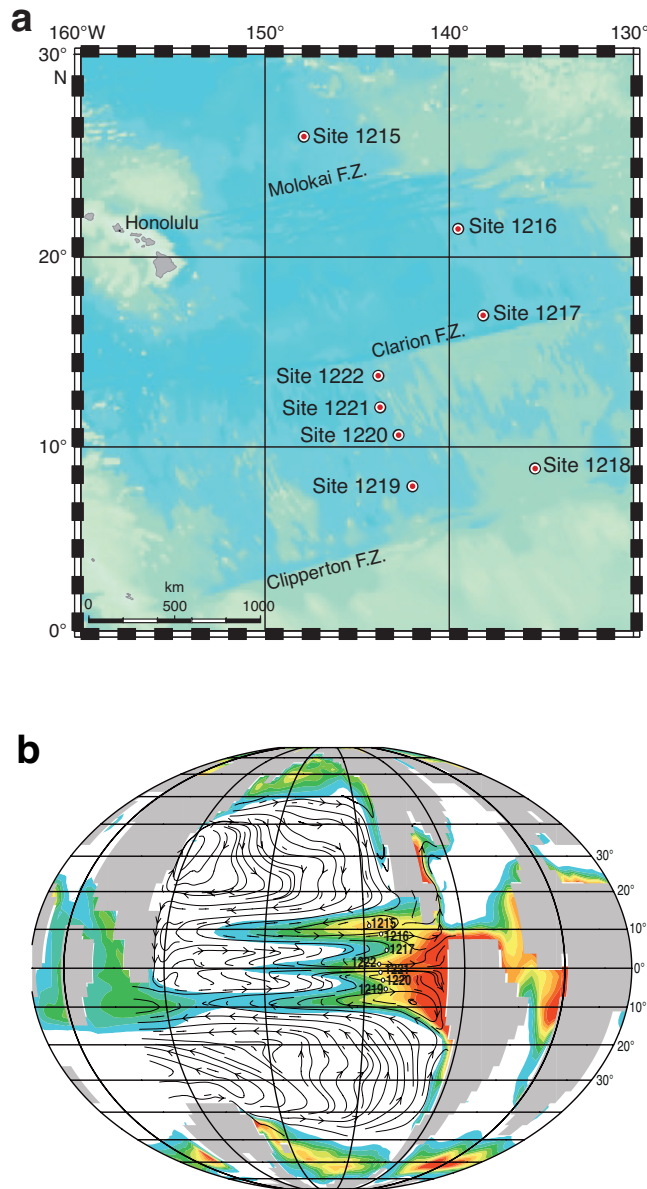 a
160°W
150°
140°
130°
30°
N
Site 1215
Molokai F.Z.
Honolulu
Site 1216
20°
Site 1217
Clarion F.Z.
Site 1222
Site 1221
Site 1220
10°
Site 1218
Site 1219
Clipperton F.Z.
km
0 500 1000
0°
b
30°
20°
1215
10°
1216
1217
1222
0°
1221
1220
1219
10°
20°
30°